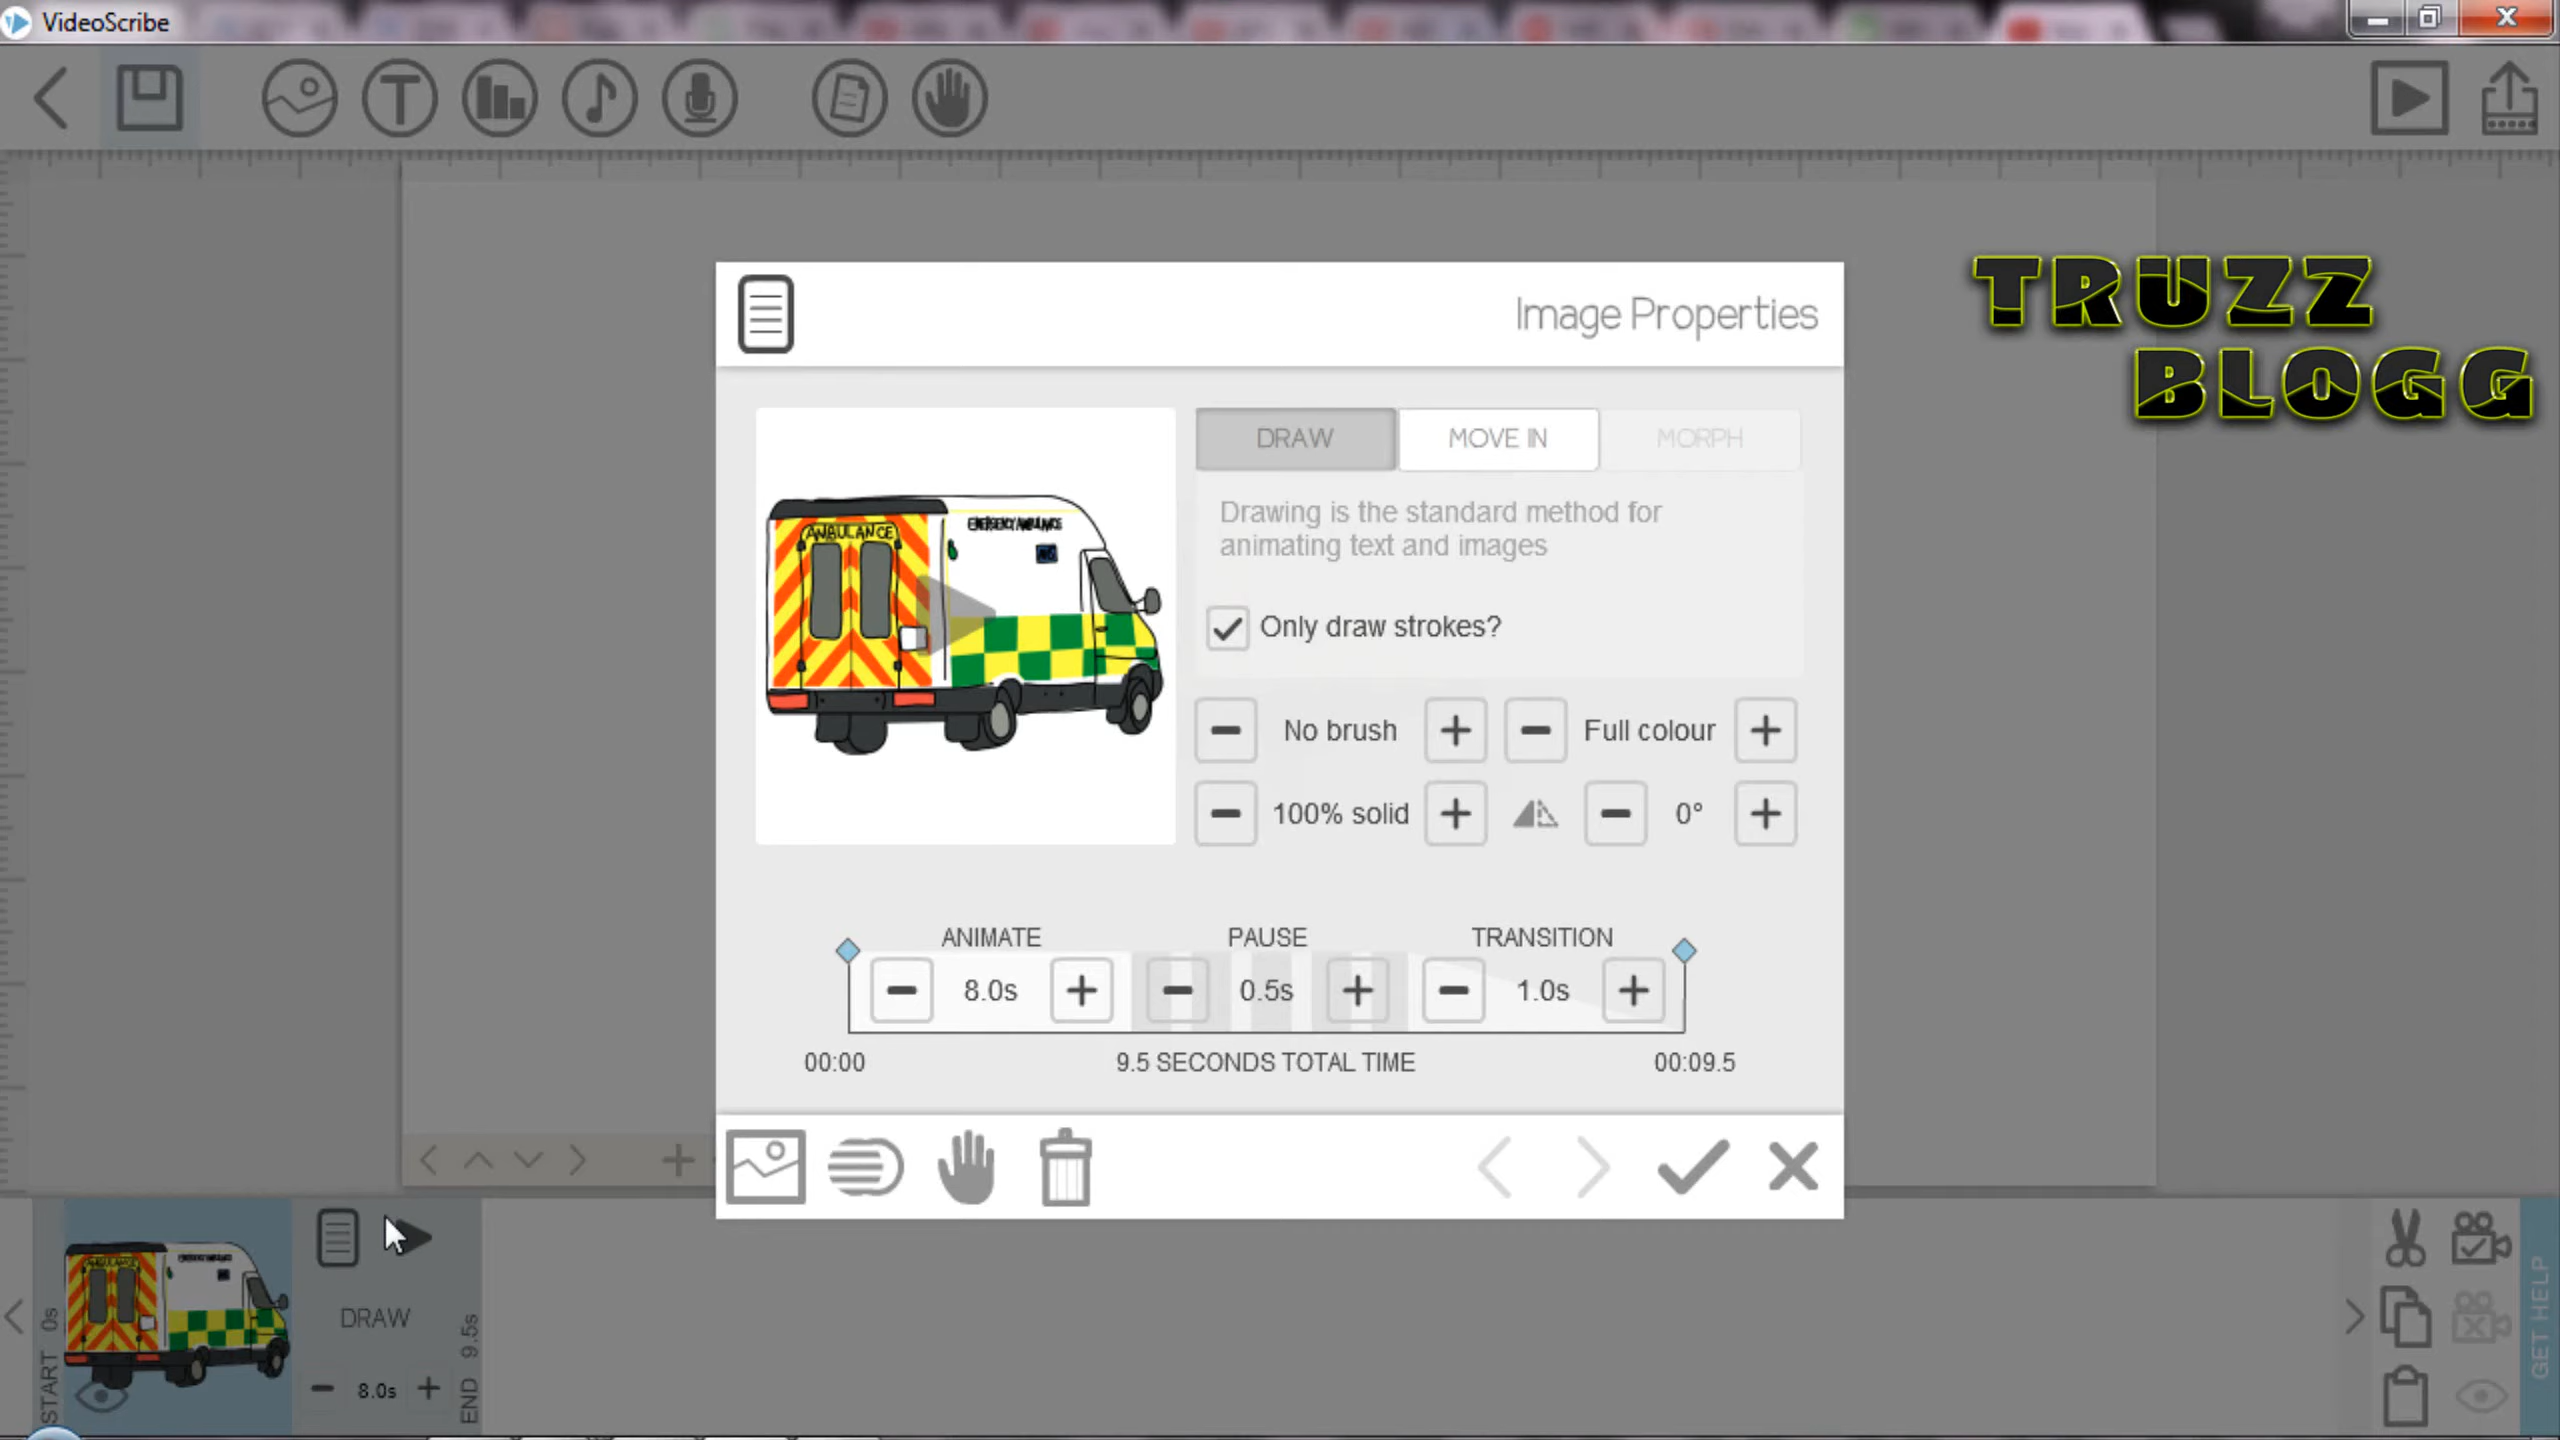 VideoScribe
TRUZZ
BLOGG
Image Properties
DRAW
MOVE IN
MORPH
Drawing is the standard method for
animating text and images
Only draw strokes?
No brush
Full colour
100% solid
0°
AMBULANCE
ANIMATE
PAUSE
TRANSITION
8.0s
0.5s
1.0s
00:00
9.5 SECONDS TOTAL TIME
00:09.5
START 0s
DRAW
8.0s
END 9.5s
GET HELP